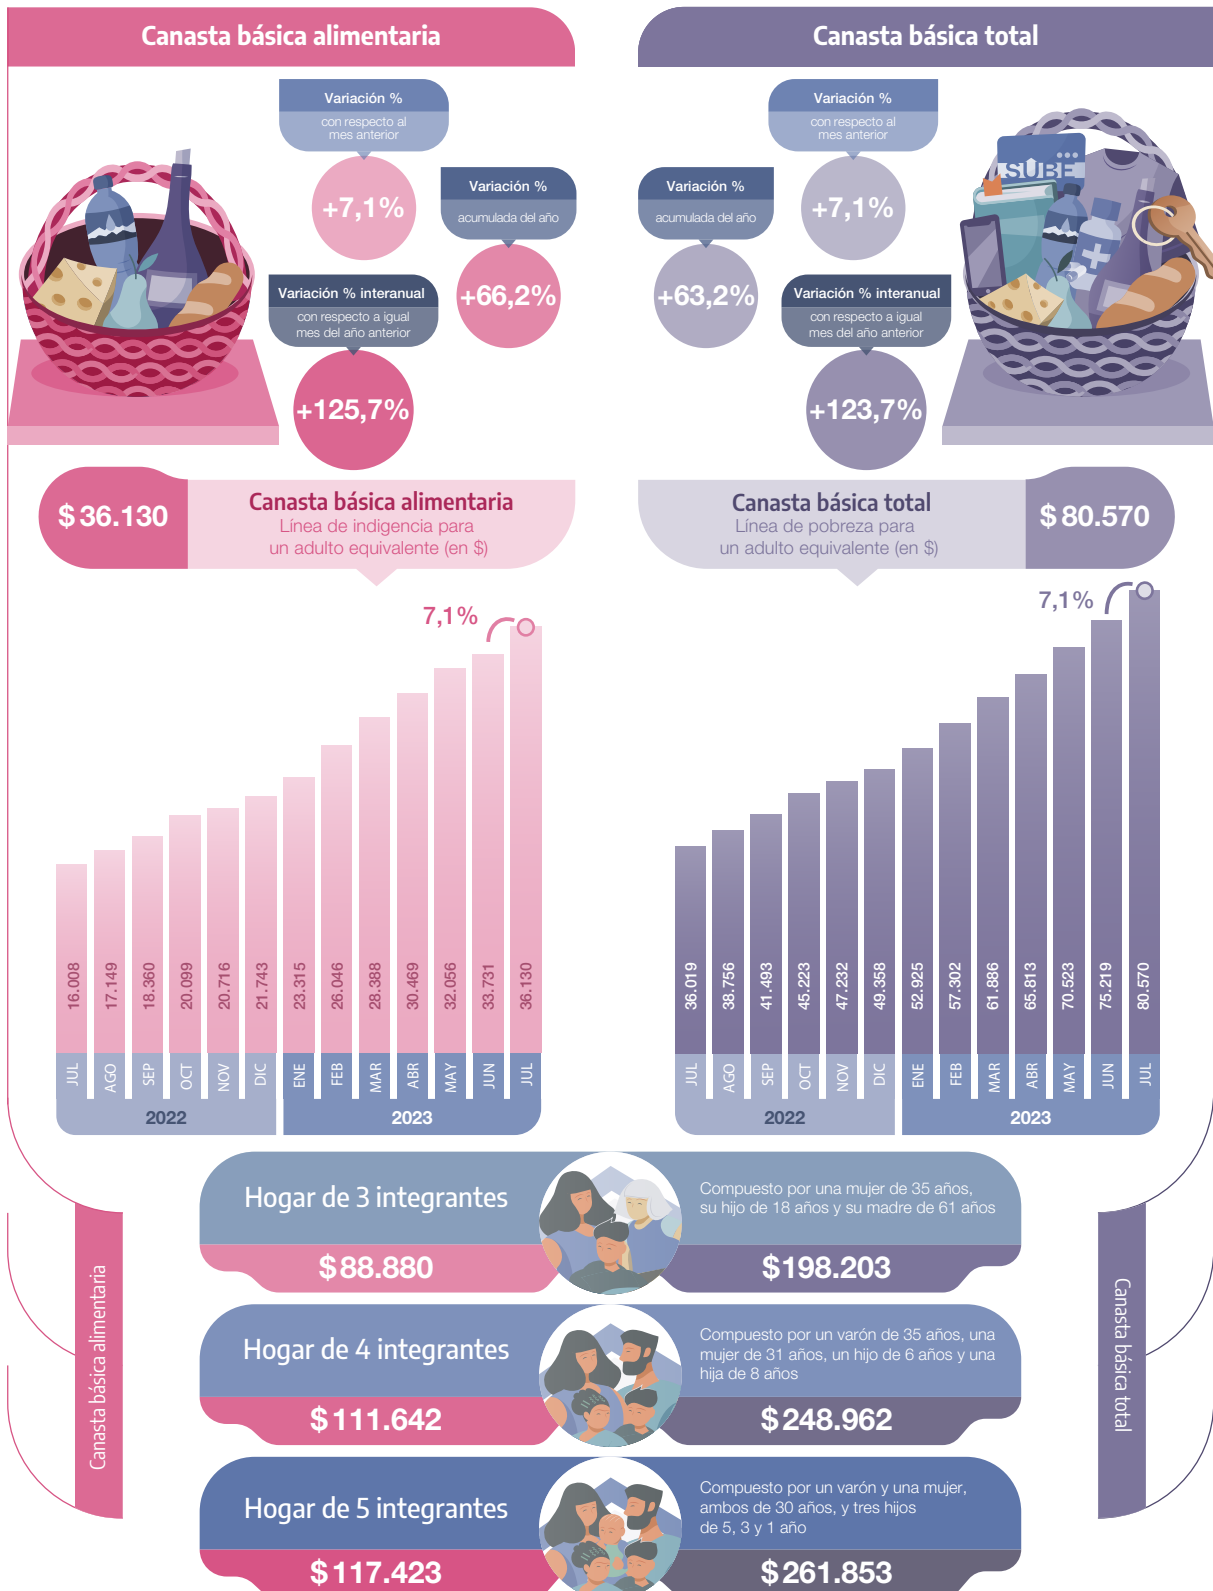 Canasta básica alimentaria
Variación %
con respecto al
mes anterior
+7,1%
Variación %
acumulada del año
+66,2%
Variación % interanual
con respecto a igual
mes del año anterior
+125,7%
$ 36.130
Canasta básica alimentaria
Línea de indigencia para
un adulto equivalente (en $)
7,1%
16.008
17.149
18.360
20.099
20.716
21.743
23.315
26.046
28.388
30.469
32.056
33.731
36.130
JUL
AGO
SEP
OCT
NOV
DIC
ENE
FEB
MAR
ABR
MAY
JUN
JUL
2022
2023
Canasta básica total
Variación %
con respecto al
mes anterior
+7,1%
Variación %
acumulada del año
+63,2%
Variación % interanual
con respecto a igual
mes del año anterior
+123,7%
SUBE
Canasta básica total
Línea de pobreza para
un adulto equivalente (en $)
$ 80.570
7,1%
36.019
38.756
41.493
45.223
47.232
49.358
52.925
57.302
61.886
65.813
70.523
75.219
80.570
JUL
AGO
SEP
OCT
NOV
DIC
ENE
FEB
MAR
ABR
MAY
JUN
JUL
2022
2023
Canasta básica alimentaria
Hogar de 3 integrantes
Compuesto por una mujer de 35 años,
su hijo de 18 años y su madre de 61 años
$88.880
$198.203
Hogar de 4 integrantes
Compuesto por un varón de 35 años, una
mujer de 31 años, un hijo de 6 años y una
hija de 8 años
$111.642
$248.962
Hogar de 5 integrantes
Compuesto por un varón y una mujer,
ambos de 30 años, y tres hijos
de 5, 3 y 1 año
$117.423
$261.853
Canasta básica total